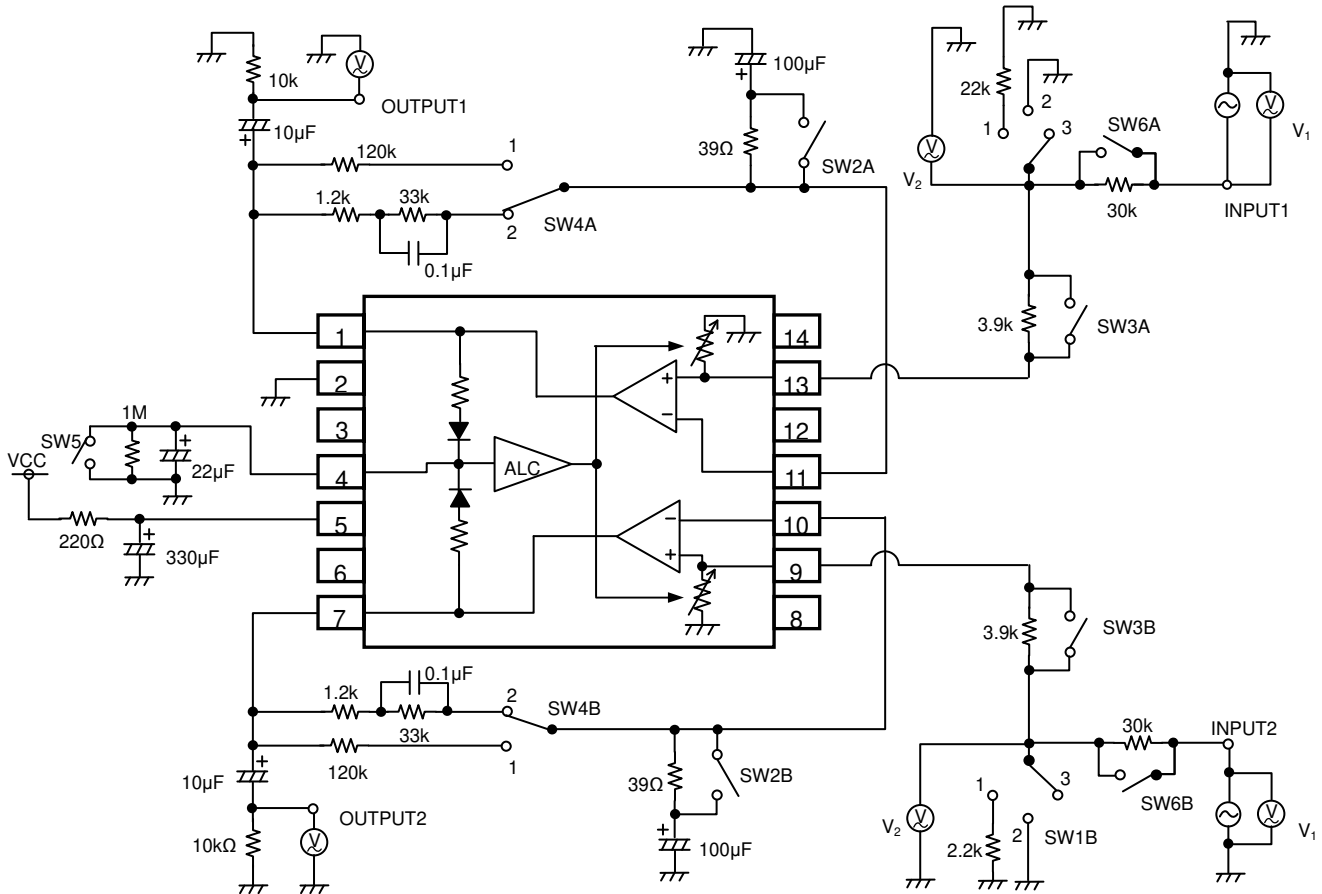 10k
V
OUTPUT1
10µF
+
120k
1
1.2k
33k
2
SW4A
0.1µF
100µF
+
39Ω
SW2A
V
V2
22k
2
1
3
SW6A
30k
V
V1
INPUT1
3.9k
SW3A
1
2
3
4
5
6
7
14
13
12
11
10
9
8
+
−
ALC
−
+
1M
SW5
+
22µF
VCC
220Ω
+
330µF
3.9k
SW3B
0.1µF
1.2k
33k
2
SW4B
120k
1
10µF
+
OUTPUT2
10kΩ
V
39Ω
SW2B
+
100µF
30k
INPUT2
SW6B
V2
V
1
3
2
SW1B
2.2k
V
V1